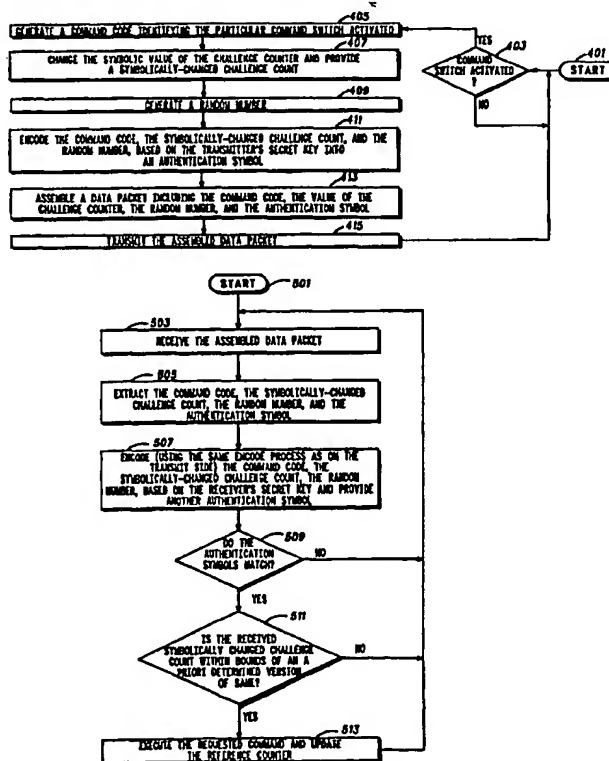 405
GENERATE A COMMAND CODE IDENTIFYING THE PARTICULAR COMMAND SWITCH ACTIVATED
407
CHANGE THE SYMBOLIC VALUE OF THE CHALLENGE COUNTER AND PROVIDE
A SYMBOLICALLY-CHANGED CHALLENGE COUNT
409
GENERATE A RANDOM NUMBER
411
ENCODE THE COMMAND CODE, THE SYMBOLICALLY-CHANGED CHALLENGE COUNT, AND THE
RANDOM NUMBER, BASED ON THE TRANSMITTER'S SECRET KEY INTO
AN AUTHENTICATION SYMBOL
413
ASSEMBLE A DATA PACKET INCLUDING THE COMMAND CODE, THE VALUE OF THE
CHALLENGE COUNTER, THE RANDOM NUMBER, AND THE AUTHENTICATION SYMBOL
415
TRANSMIT THE ASSEMBLED DATA PACKET
YES
403
COMMAND
SWITCH ACTIVATED
?
NO
401
START
START
501
503
RECEIVE THE ASSEMBLED DATA PACKET
505
EXTRACT THE COMMAND CODE, THE SYMBOLICALLY-CHANGED
CHALLENGE COUNT, THE RANDOM NUMBER, AND THE
AUTHENTICATION SYMBOL
507
ENCODE (USING THE SAME ENCODE PROCESS AS ON THE
TRANSMIT SIDE) THE COMMAND CODE, THE
SYMBOLICALLY-CHANGED CHALLENGE COUNT, THE RANDOM
NUMBER, BASED ON THE RECEIVER'S SECRET KEY AND PROVIDE
ANOTHER AUTHENTICATION SYMBOL
509
DO THE
AUTHENTICATION
SYMBOLS MATCH?
NO
YES
511
IS THE RECEIVED
SYMBOLICALLY CHANGED CHALLENGE
COUNT WITHIN BOUNDS OF AN A
PRIORI DETERMINED VERSION
OF SAME?
NO
YES
513
EXECUTE THE REQUESTED COMMAND AND UPDATE
THE REFERENCE COUNTER